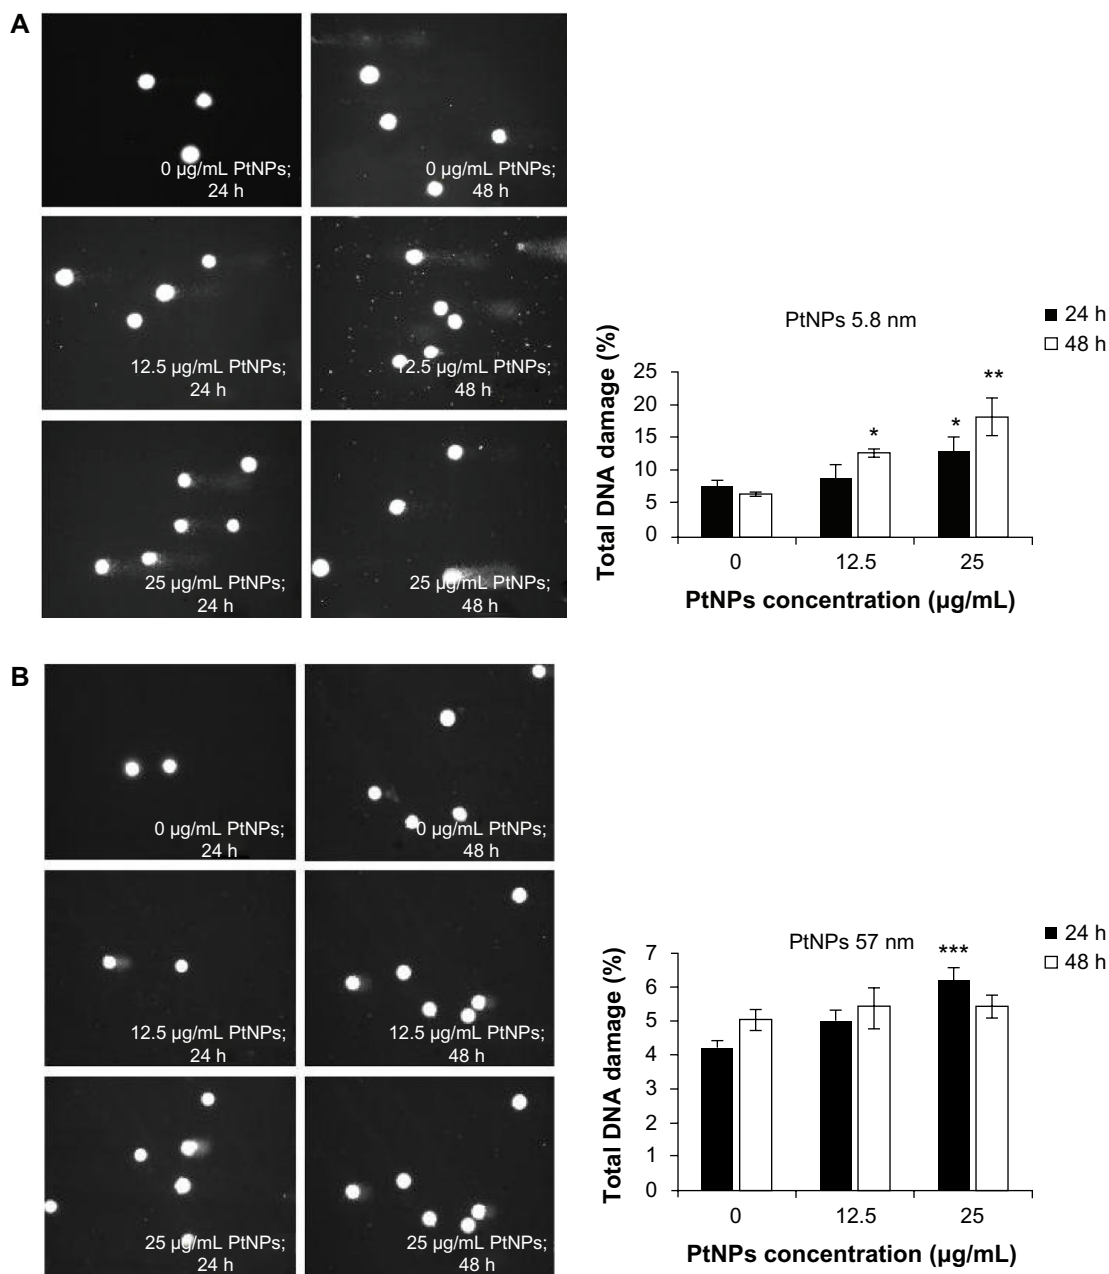 A
0 µg/mL PtNPs;
24 h
0 µg/mL PtNPs;
48 h
12.5 µg/mL PtNPs;
24 h
12.5 µg/mL PtNPs;
48 h
25 µg/mL PtNPs;
24 h
25 µg/mL PtNPs;
48 h
PtNPs 5.8 nm
24 h
48 h
Total DNA damage (%)
25
20
15
10
5
0
*
*
**
0
12.5
25
PtNPs concentration (µg/mL)
B
0 µg/mL PtNPs;
24 h
0 µg/mL PtNPs;
48 h
12.5 µg/mL PtNPs;
24 h
12.5 µg/mL PtNPs;
48 h
25 µg/mL PtNPs;
24 h
25 µg/mL PtNPs;
48 h
PtNPs 57 nm
24 h
48 h
Total DNA damage (%)
7
6
5
4
3
2
1
0
***
0
12.5
25
PtNPs concentration (µg/mL)